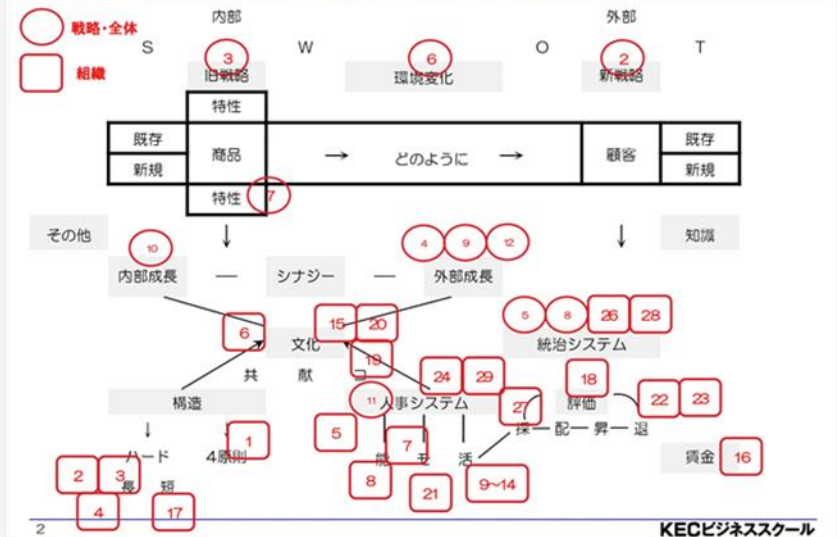 戦略・全体
組織
内部
外部
S
W
O
T
3
6
2
旧戦略
環境変化
新戦略
特性
既存
新規
商品
→ どのように →
顧客
既存
新規
特性
7
その他
知識
10
4
9
12
内部成長
シナジー
外部成長
6
15
20
5
8
26
28
文化
統治システム
19
共 献 コ
24
29
18
構造
11
人事システム
27
評価
22
23
採 配 昇 退
1
5
7
ハード
4原則
能 モ 活
賃金
16
2
3
長 短
8
21
9~14
4
17
2
KECビジネススクール